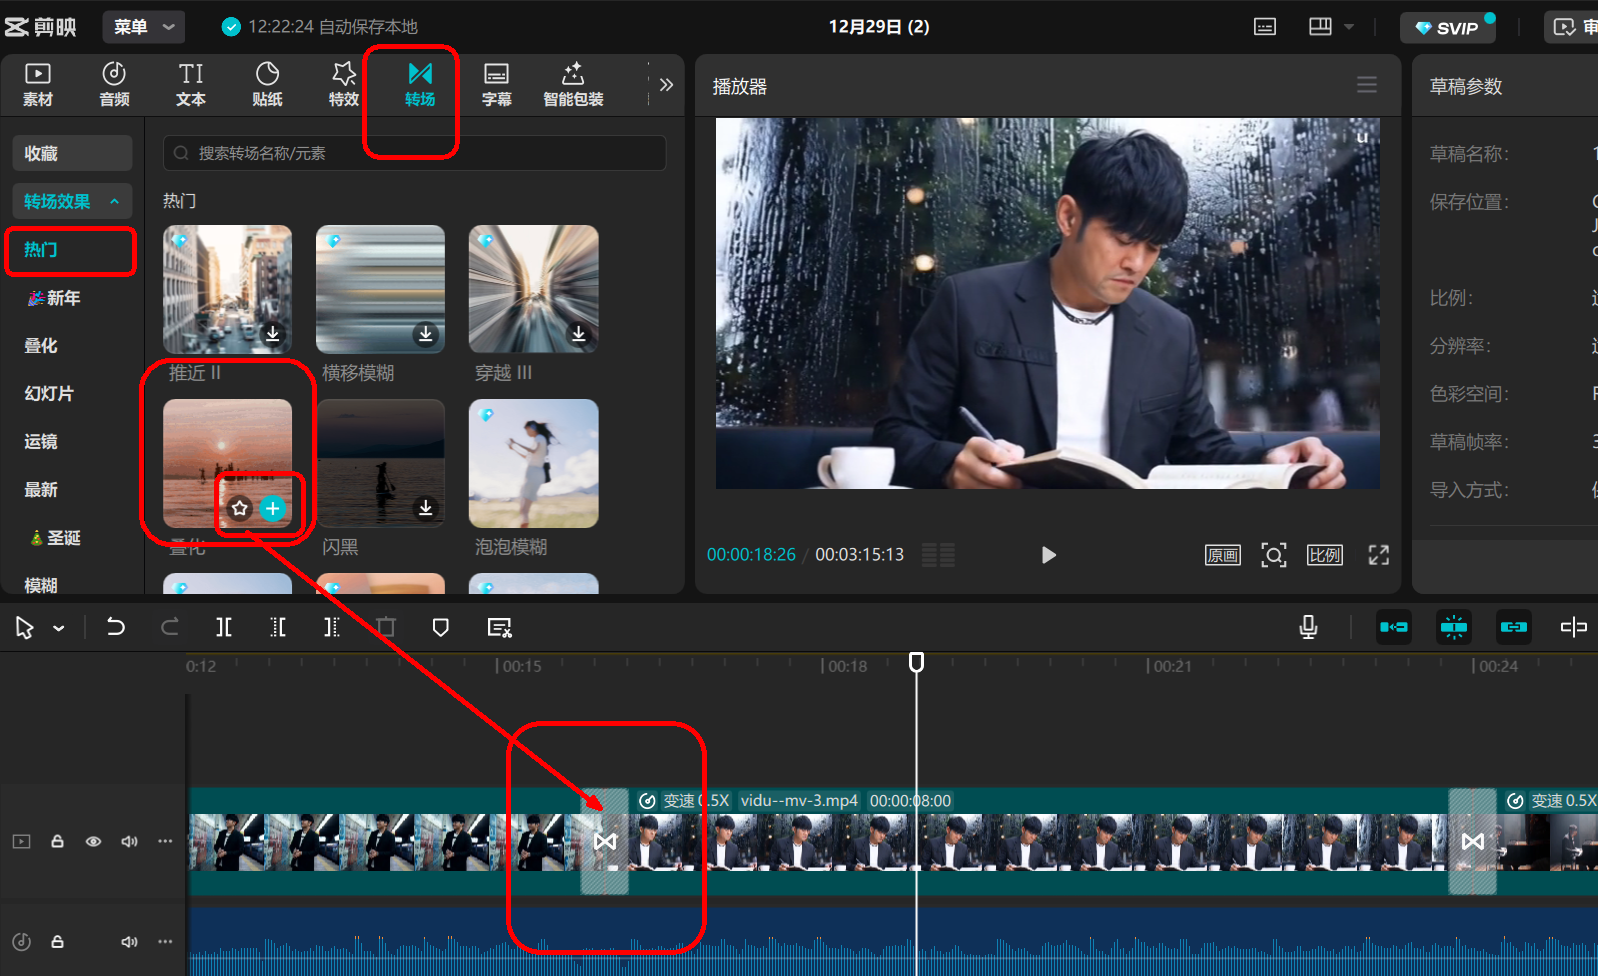 剪映
菜单
12:22:24 自动保存本地
12月29日 (2)
SVIP
审
素材
音频
TI
文本
贴纸
特效
转场
字幕
智能包装
播放器
草稿参数
收藏
转场效果
热门
🎉新年
叠化
幻灯片
运镜
最新
🎄圣诞
模糊
搜索转场名称/元素
热门
推近 II
横移模糊
穿越 III
叠化
闪黑
泡泡模糊
u
00:00:18:26 / 00:03:15:13
原画
比例
草稿名称:
保存位置:
比例:
分辨率:
色彩空间:
草稿帧率:
导入方式:
0:12
00:15
00:18
00:21
00:24
变速 0.5X vidu--mv-3.mp4 00:00:08:00
变速 0.5X